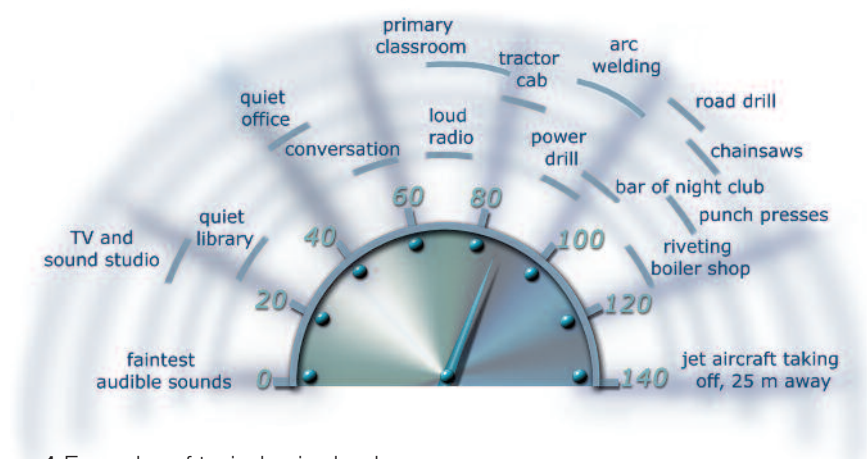 primary
classroom
tractor
cab
arc
welding
quiet
office
loud
radio
road drill
conversation
power
drill
chainsaws
bar of night club
TV and
sound studio
quiet
library
punch presses
riveting
boiler shop
faintest
audible sounds
0
20
40
60
80
100
120
140
jet aircraft taking
off, 25 m away